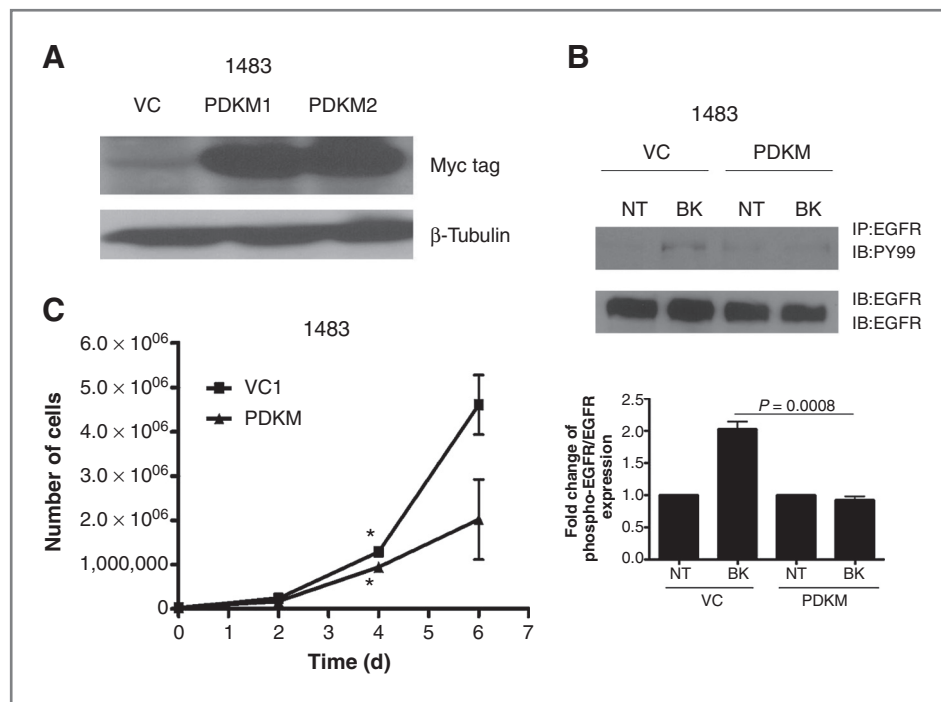 A
1483
VC PDKM1 PDKM2
Myc tag
β-Tubulin
B
1483
VC PDKM
NT BK NT BK
IP:EGFR
IB:PY99
IB:EGFR
IB:EGFR
C
1483
6.0 × 10⁰⁶
5.0 × 10⁰⁶
4.0 × 10⁰⁶
3.0 × 10⁰⁶
2.0 × 10⁰⁶
1,000,000
0
Number of cells
VC1
PDKM
*
*
0 1 2 3 4 5 6 7
Time (d)
Fold change of
phospho-EGFR/EGFR
expression
2.5
2.0
1.5
1.0
0.5
0.0
P = 0.0008
NT BK NT BK
VC PDKM